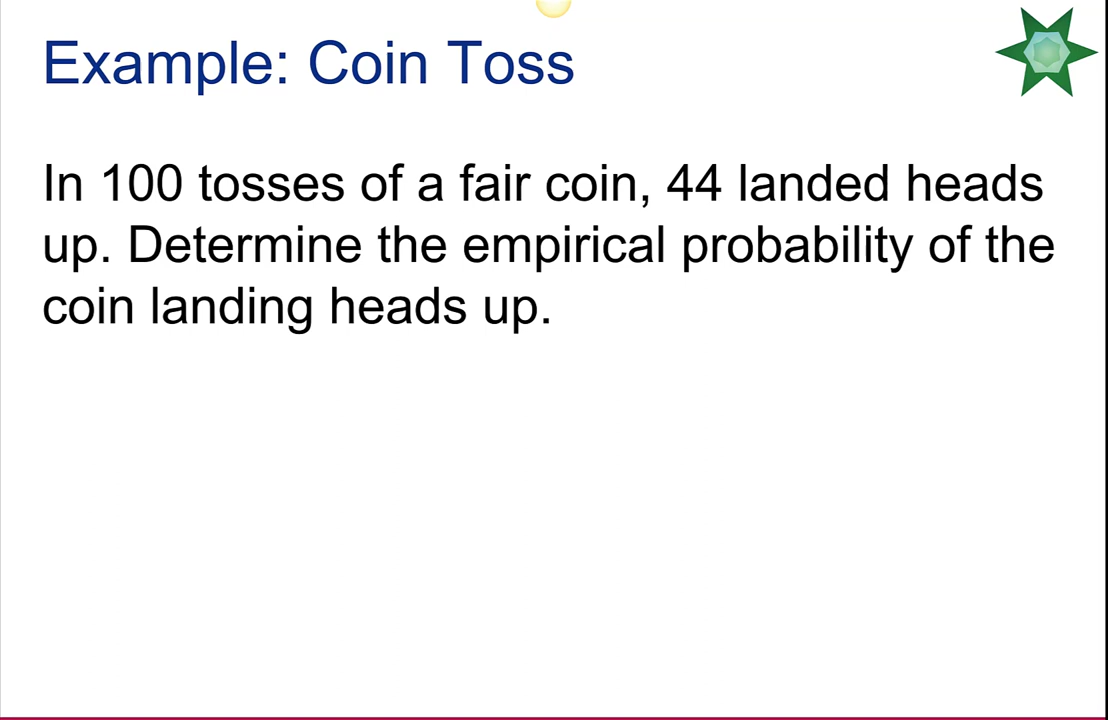 Example: Coin Toss
In 100 tosses of a fair coin, 44 landed heads
up. Determine the empirical probability of the
coin landing heads up.